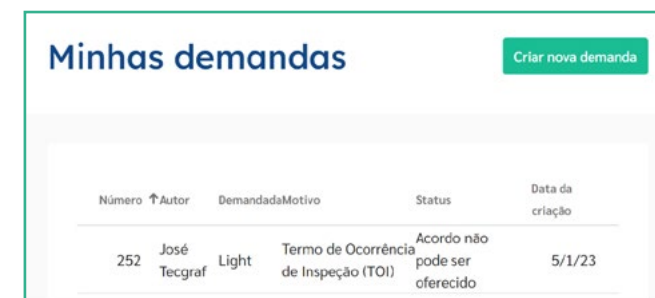 Minhas demandas
Criar nova demanda
Número ↑ Autor Demandada Motivo Status Data da criação
252 José Tecgraf Light Termo de Ocorrência de Inspeção (TOI) Acordo não pode ser oferecido 5/1/23